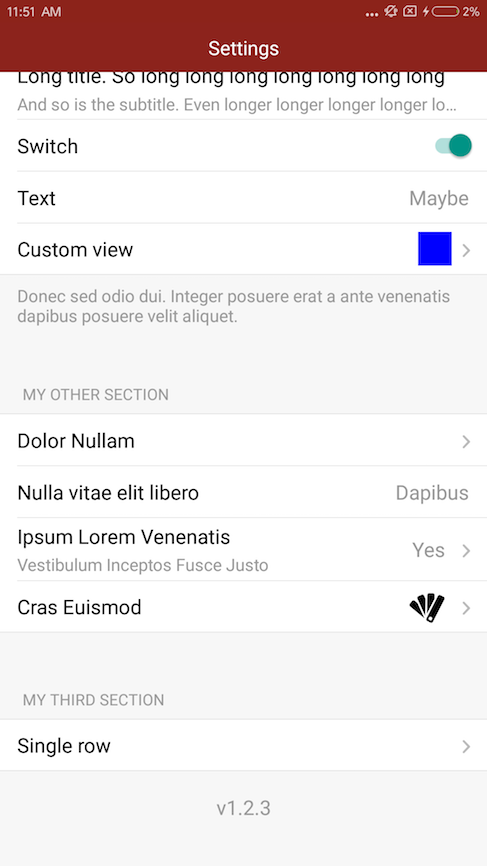 11:51 AM ... 2%
Settings
Long title. So long long long long long long long
And so is the subtitle. Even longer longer longer longer lo...
Switch
Text Maybe
Custom view
Donec sed odio dui. Integer posuere erat a ante venenatis
dapibus posuere velit aliquet.
MY OTHER SECTION
Dolor Nullam
Nulla vitae elit libero Dapibus
Ipsum Lorem Venenatis
Yes
Vestibulum Inceptos Fusce Justo
Cras Euismod
MY THIRD SECTION
Single row
v1.2.3